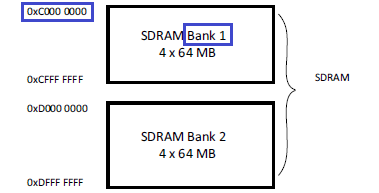 0xC000 0000
SDRAM Bank 1
4 x 64 MB
0xCFFF FFFF
SDRAM
0xD000 0000
SDRAM Bank 2
4 x 64 MB
0xDFFF FFFF